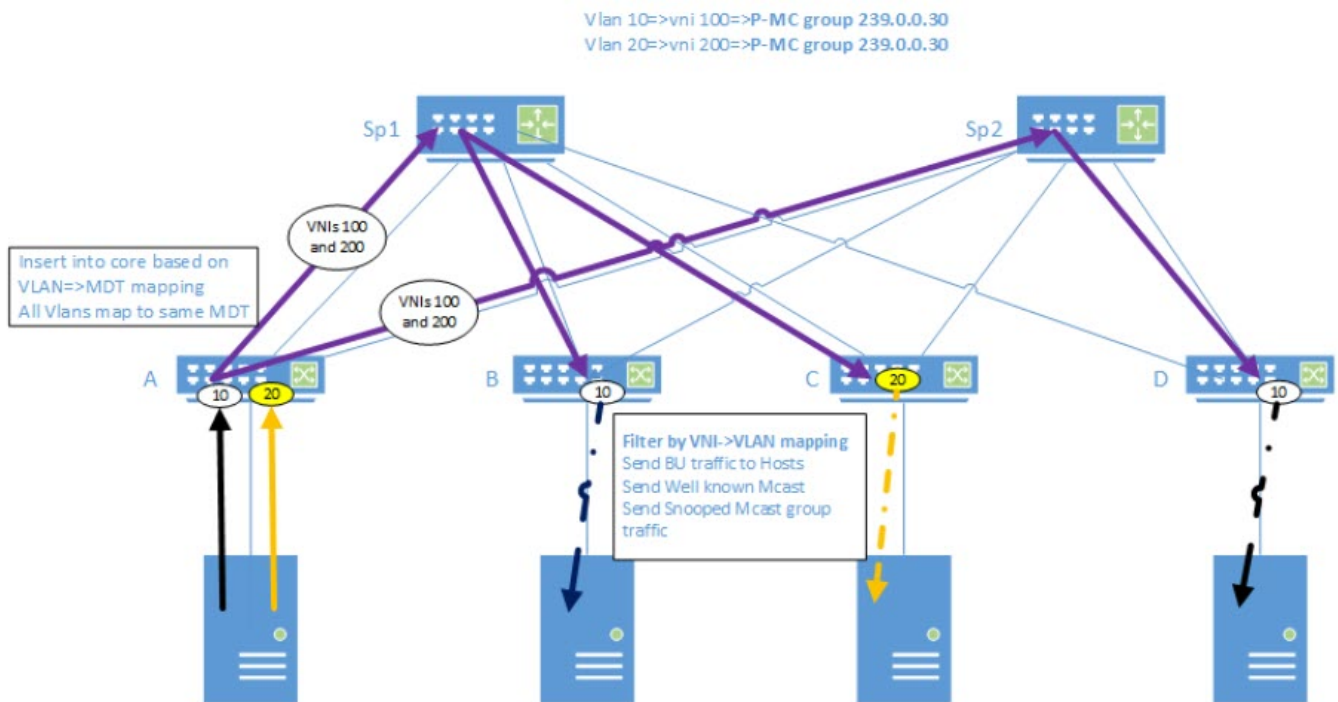 Vlan 10=>vni 100=>P-MC group 239.0.0.30
Vlan 20=>vni 200=>P-MC group 239.0.0.30
Sp1
Sp2
VNIs 100
and 200
Insert into core based on
VLAN=>MDT mapping
All Vlans map to same MDT
VNIs 100
and 200
A
B
C
D
10
20
10
20
10
Filter by VNI->VLAN mapping
Send BU traffic to Hosts
Send Well known Mcast
Send Snooped Mcast group
traffic